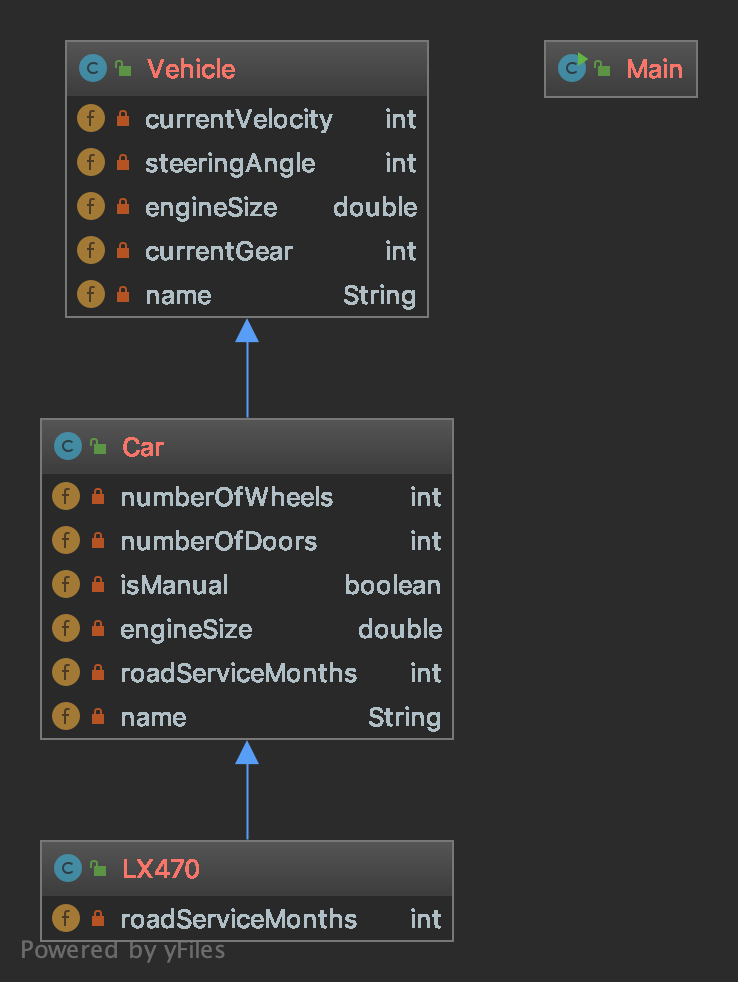 Vehicle
currentVelocity int
steeringAngle int
engineSize double
currentGear int
name String
Main
Car
numberOfWheels int
numberOfDoors int
isManual boolean
engineSize double
roadServiceMonths int
name String
LX470
roadServiceMonths int
Powered by yFiles